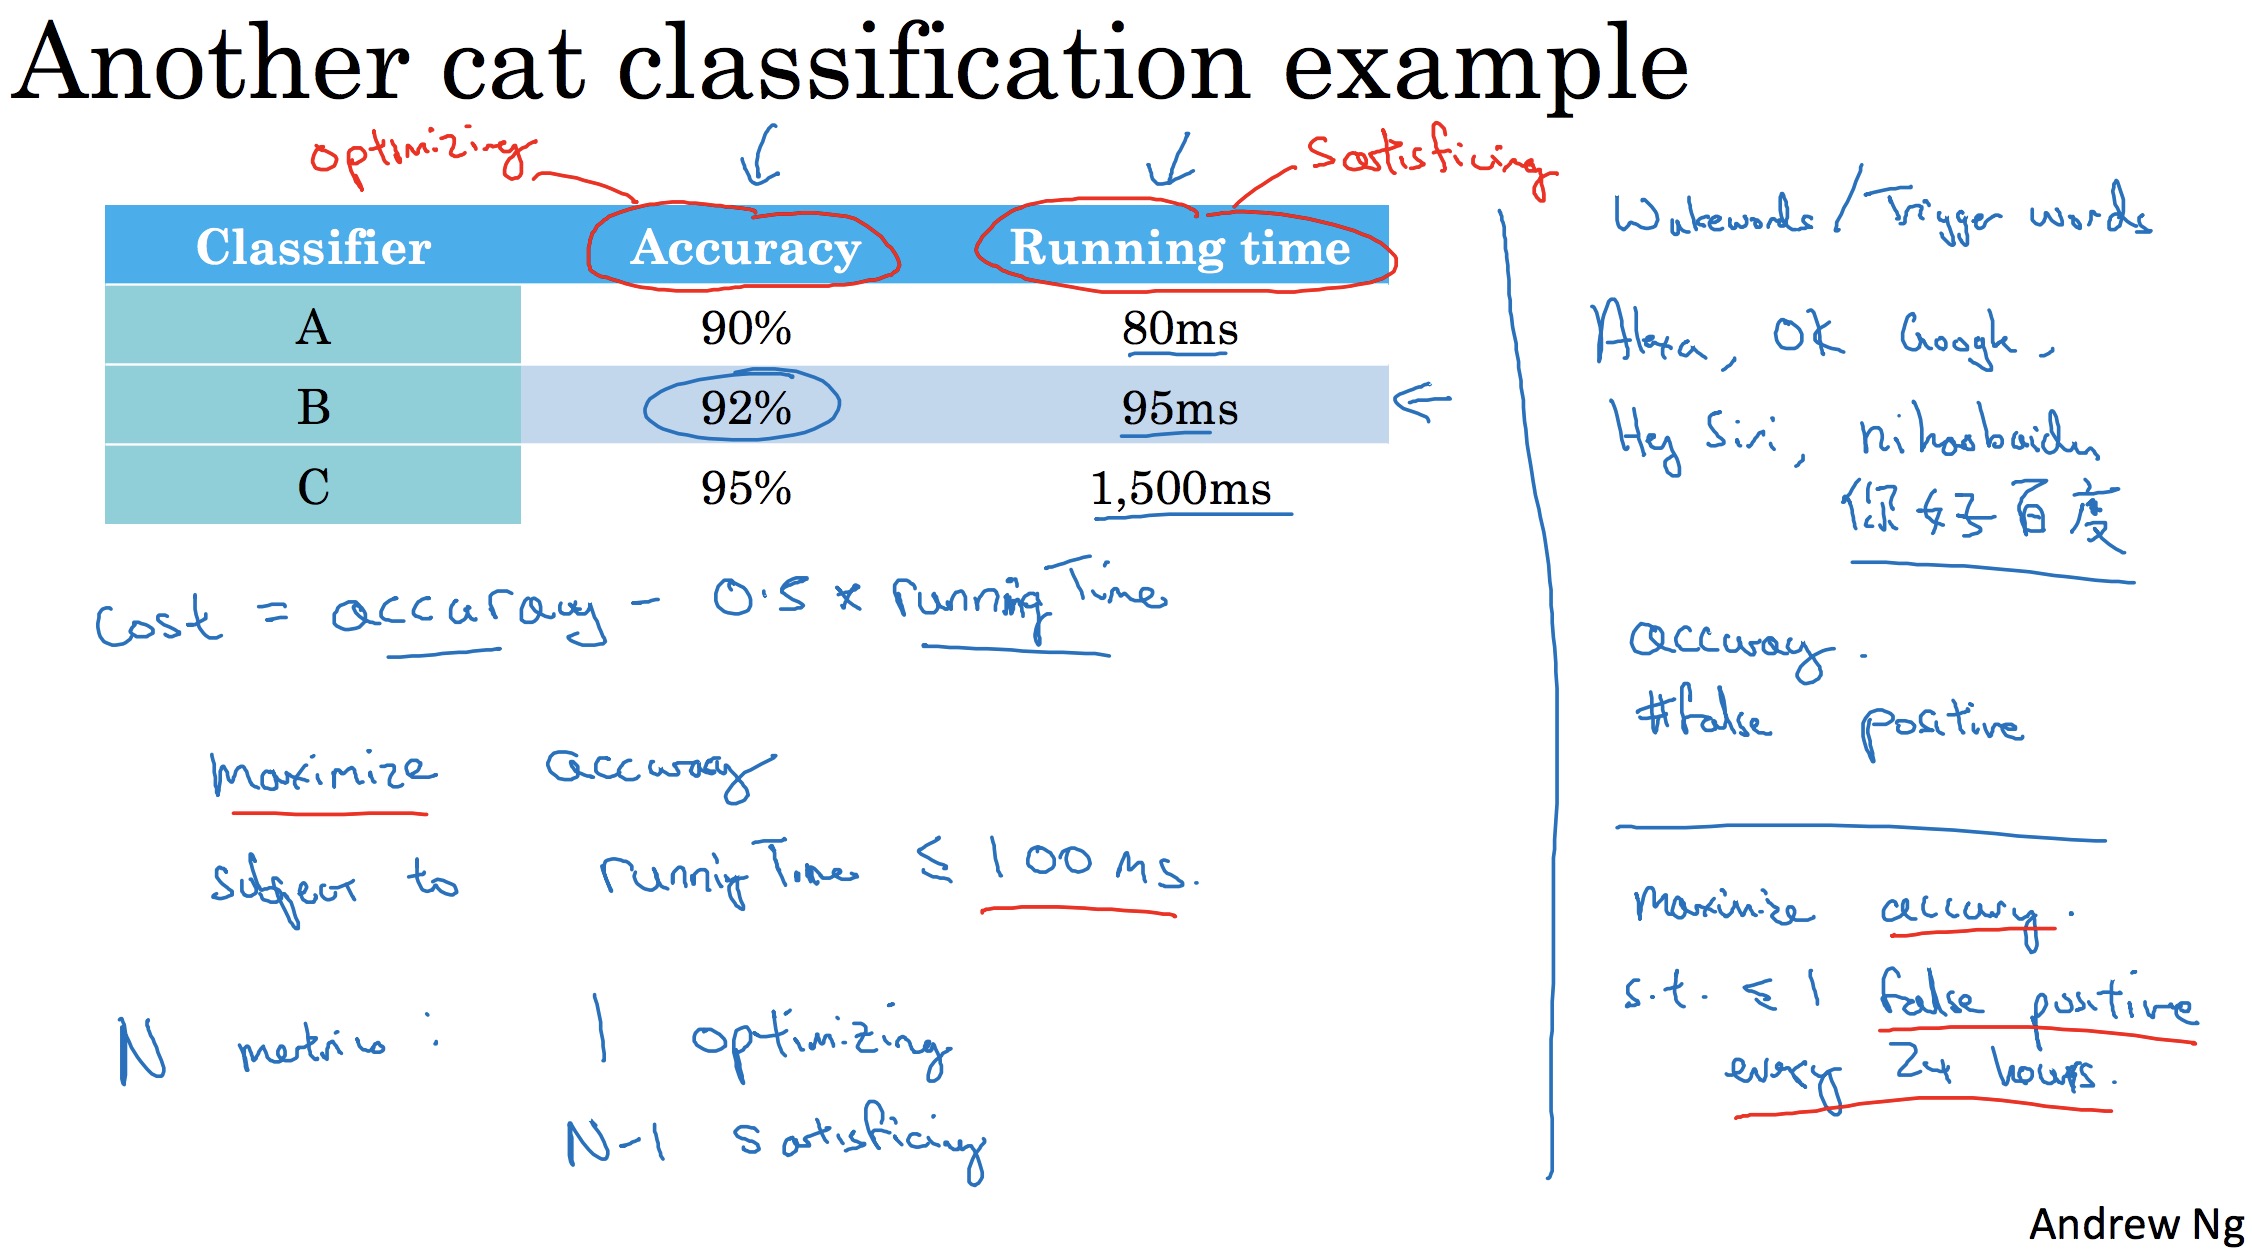 Another cat classification example
optimizing
satisficing
Classifier Accuracy Running time
A 90% 80ms
B 92% 95ms
C 95% 1,500ms
cost = accuracy - 0.5 * running Time
maximize accuracy
subject to running Time ≤ 100 ms.
N metrics: 1 optimizing
N-1 satisficing
Wakewords / Trigger words
Alexa, OK Google,
Hey Siri, nihaobaidu
你好百度
accuracy.
#false positive
maximize accuracy.
s.t. ≤ 1 false positive
every 24 hours.
Andrew Ng